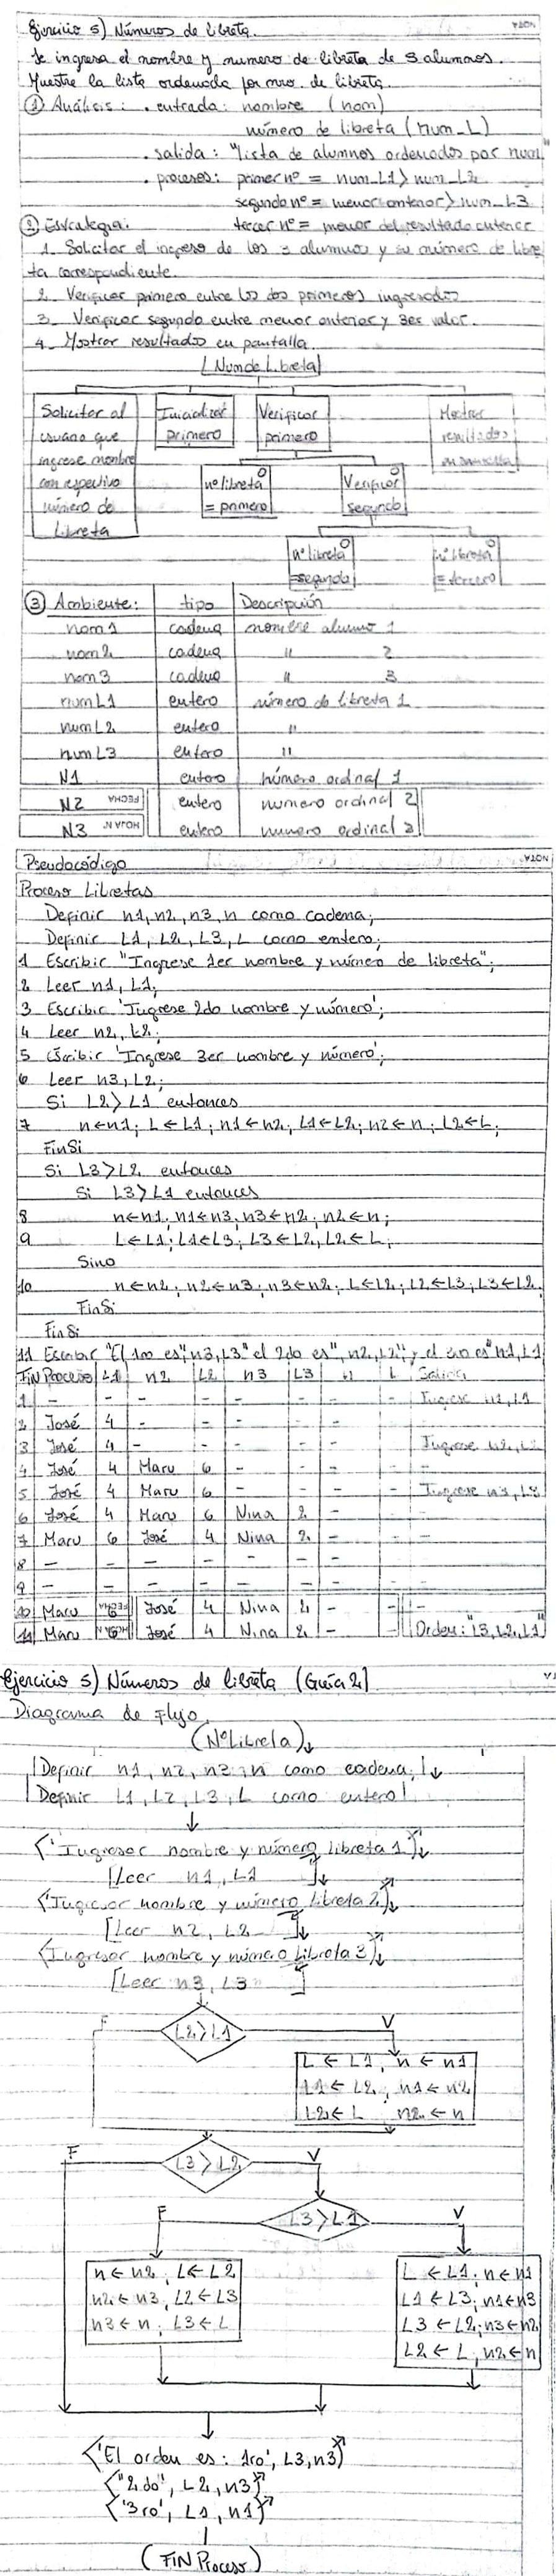 Ejercicio 5) Números de libreta.
NOTA
Se ingresa el nombre y numero de libreta de 3 alumnos.
Muestre la lista ordenada por nro. de libreta.
① Análisis: . entrada: nombre (nom)
número de libreta (num_L)
. salida: "lista de alumnos ordenados por num"
. procesos: primer nº = num_L1 > num_L2
segundo nº = menor anterior > num_L3
② Estrategia: tercer nº = menor del resultado anterior
1. Solicitar el ingreso de los 3 alumnos y su número de libre
ta correspondiente.
2. Verificar primero entre los dos primeros ingresados
3. Verificar segundo entre menor anterior y 3er valor.
4. Mostrar resultados en pantalla.
Num de Libreta
Solicitar al
usuario que
ingrese nombre
con respectivo
número de
libreta
Inicializar
primero
Verificar
primero
Mostrar
resultados
en pantalla
nº libreta
= primero
Verificar
segundo
nº libreta
= segundo
nº libreta
= tercero
③ Ambiente: tipo Descripción
nom1 cadena nombre alumno 1
nom2 cadena " 2
nom3 cadena " 3
numL1 entero número de libreta 1
numL2 entero "
numL3 entero "
N1 entero número ordinal 1
N2 FECHA entero numero ordinal 2
N3 HOJA Nº entero numero ordinal 3
Pseudocódigo NOTA
Proceso Libretas
Definir n1, n2, n3, n como cadena;
Definir L1, L2, L3, L como entero;
1 Escribir "Ingrese 1er nombre y número de libreta";
2 Leer n1, L1;
3 Escribir 'Ingrese 2do nombre y número';
4 Leer n2, L2;
5 Escribir 'Ingrese 3er nombre y número';
6 Leer n3, L2;
Si L2 > L1 entonces
7 n ← n1; L ← L1; n1 ← n2; L1 ← L2; n2 ← n; L2 ← L;
FinSi
Si L3 > L2 entonces
Si L3 > L1 entonces
8 n ← n1; n1 ← n3; n3 ← n2; n2 ← n;
9 L ← L1; L1 ← L3; L3 ← L2, L2 ← L;
Sino
10 n ← n2; n2 ← n3; n3 ← n2; L ← L2; L2 ← L3; L3 ← L2
FinSi
FinSi
11 Escribir "El 1ro es", n3, L3 " el 2do es", n2, L2 "; y el 3ro es" n1, L1
Fin Proceso L1 n2 L2 n3 L3 n L Salida
1 - - - - - - - - Ingrese n1, L1
2 José 4 - - - - - -
3 José 4 - - - - - - Ingrese n2, L2
4 José 4 Maru 6 - - - -
5 José 4 Maru 6 - - - - Ingrese n3, L3
6 José 4 Maru 6 Nina 2 - -
7 Maru 6 José 4 Nina 2 - -
8 - - - - - - - -
9 - - - - - - - -
10 Maru 6 FECHA José 4 Nina 2 - - -
11 Maru 6 HOJA Nº José 4 Nina 2 - - Orden: "L3, L2, L1"
Ejercicio 5) Números de libreta (Guía 2)
Diagrama de Flujo.
(Nº Libreta)
Definir n1, n2, n3, n como cadena;
Definir L1, L2, L3, L como entero
'Ingresar nombre y número libreta 1'
Leer n1, L1
'Ingresar nombre y número libreta 2'
Leer n2, L2
'Ingresar nombre y número libreta 3'
Leer n3, L3
F L2 > L1 V
L ← L1, n ← n1
L1 ← L2, n1 ← n2
L2 ← L n2 ← n
F L3 > L2 V
F L3 > L1 V
n ← n2, L ← L2
n2 ← n3, L2 ← L3
n3 ← n, L3 ← L
L ← L1; n ← n1
L1 ← L3; n1 ← n3
L3 ← L2; n3 ← n2
L2 ← L, n2 ← n
'El orden es: 1ro', L3, n3
"2do", L2, n3
'3ro', L1, n1
(FIN Proceso)